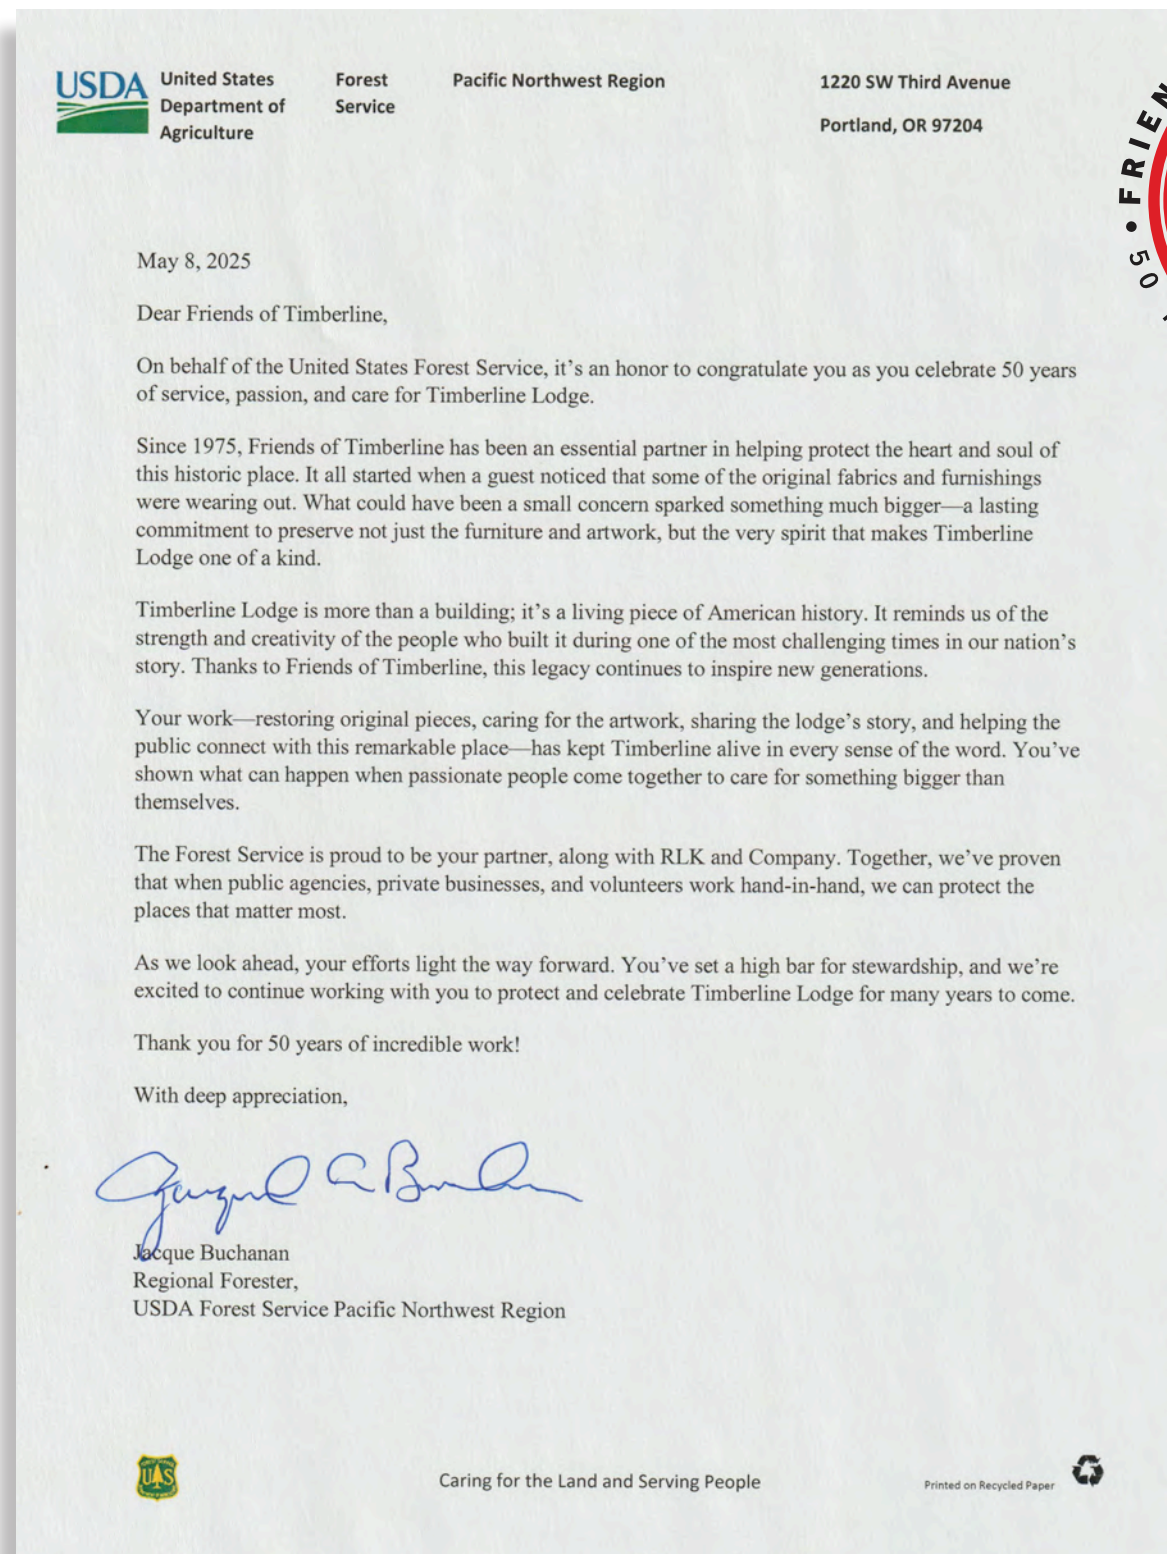 USDA United States Forest Pacific Northwest Region 1220 SW Third Avenue
Department of Service Portland, OR 97204
Agriculture
FRIEN
50
May 8, 2025
Dear Friends of Timberline,
On behalf of the United States Forest Service, it's an honor to congratulate you as you celebrate 50 years
of service, passion, and care for Timberline Lodge.
Since 1975, Friends of Timberline has been an essential partner in helping protect the heart and soul of
this historic place. It all started when a guest noticed that some of the original fabrics and furnishings
were wearing out. What could have been a small concern sparked something much bigger—a lasting
commitment to preserve not just the furniture and artwork, but the very spirit that makes Timberline
Lodge one of a kind.
Timberline Lodge is more than a building; it's a living piece of American history. It reminds us of the
strength and creativity of the people who built it during one of the most challenging times in our nation's
story. Thanks to Friends of Timberline, this legacy continues to inspire new generations.
Your work—restoring original pieces, caring for the artwork, sharing the lodge's story, and helping the
public connect with this remarkable place—has kept Timberline alive in every sense of the word. You've
shown what can happen when passionate people come together to care for something bigger than
themselves.
The Forest Service is proud to be your partner, along with RLK and Company. Together, we've proven
that when public agencies, private businesses, and volunteers work hand-in-hand, we can protect the
places that matter most.
As we look ahead, your efforts light the way forward. You've set a high bar for stewardship, and we're
excited to continue working with you to protect and celebrate Timberline Lodge for many years to come.
Thank you for 50 years of incredible work!
With deep appreciation,
Jacque Buchanan
Regional Forester,
USDA Forest Service Pacific Northwest Region
UAS
Caring for the Land and Serving People
Printed on Recycled Paper